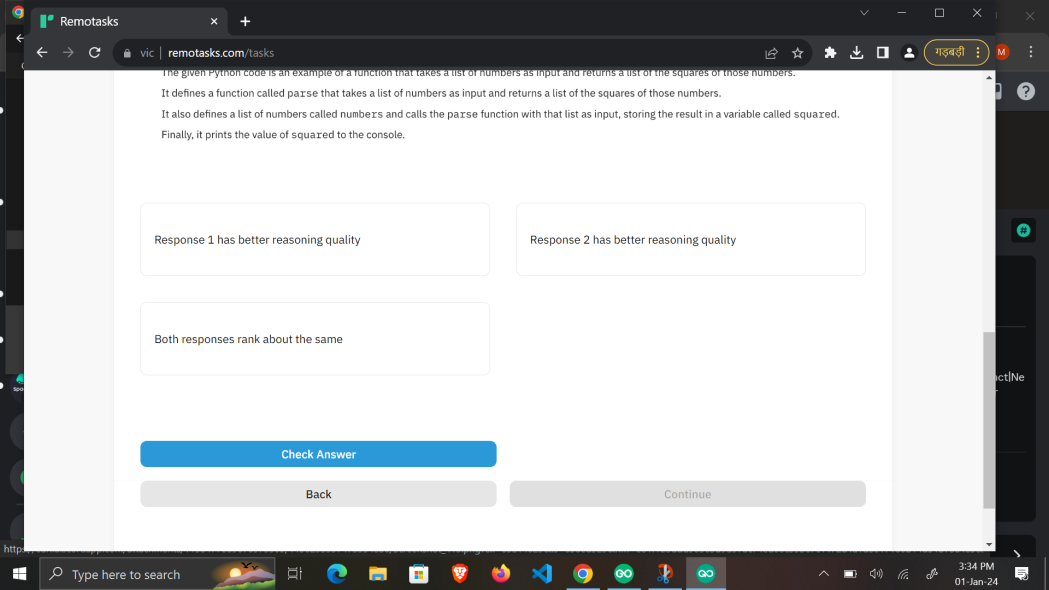 Remotasks
vic | remotasks.com/tasks
गड़बड़ी
M
The given Python code is an example of a function that takes a list of numbers as input and returns a list of the squares of those numbers.
It defines a function called parse that takes a list of numbers as input and returns a list of the squares of those numbers.
It also defines a list of numbers called numbers and calls the parse function with that list as input, storing the result in a variable called squared.
Finally, it prints the value of squared to the console.
Response 1 has better reasoning quality
Response 2 has better reasoning quality
Both responses rank about the same
Check Answer
Back
Continue
Type here to search
3:34 PM
01-Jan-24